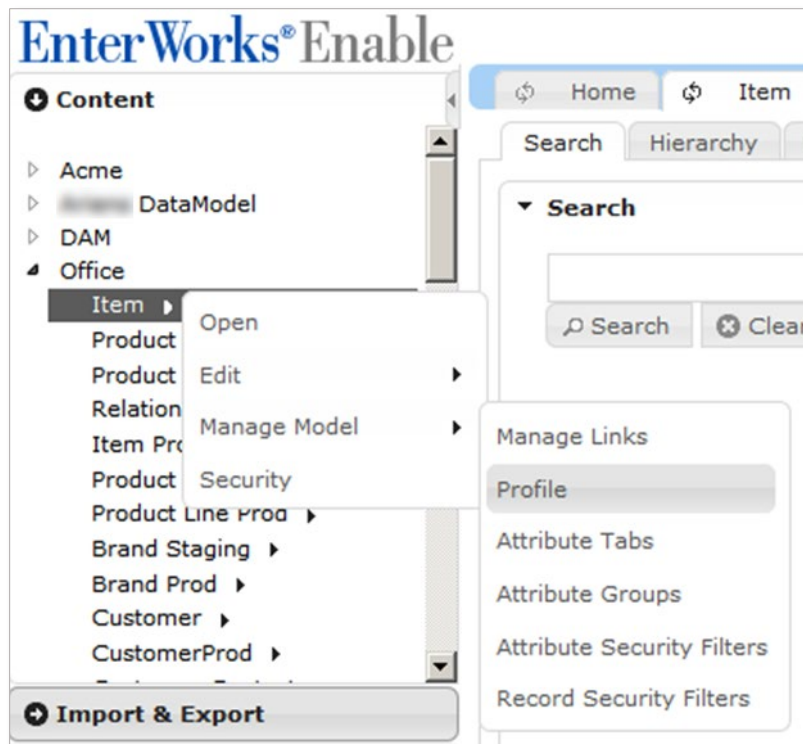 EnterWorks® Enable
Content
Home
Item
Search
Hierarchy
Acme
DataModel
DAM
Office
Search
Item
Open
Product
Search
Clear
Product
Edit
Relation
Manage Model
Manage Links
Item Pro
Product
Security
Profile
Product Line Prod
Brand Staging
Attribute Tabs
Brand Prod
Attribute Groups
Customer
CustomerProd
Attribute Security Filters
Record Security Filters
Import & Export